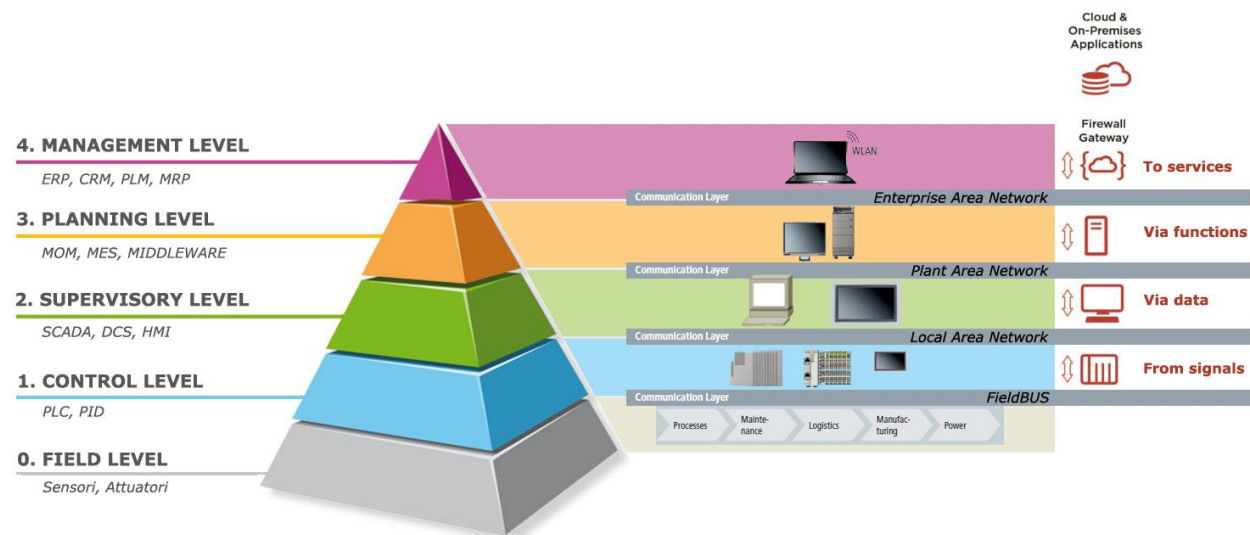 Cloud &
On-Premises
Applications
Firewall
Gateway
4. MANAGEMENT LEVEL
ERP, CRM, PLM, MRP
WLAN
To services
Communication Layer
Enterprise Area Network
3. PLANNING LEVEL
MOM, MES, MIDDLEWARE
Via functions
Communication Layer
Plant Area Network
2. SUPERVISORY LEVEL
SCADA, DCS, HMI
Via data
Communication Layer
Local Area Network
1. CONTROL LEVEL
PLC, PID
From signals
Communication Layer
FieldBUS
Processes
Mainte-
nance
Logistics
Manufac-
turing
Power
0. FIELD LEVEL
Sensori, Attuatori